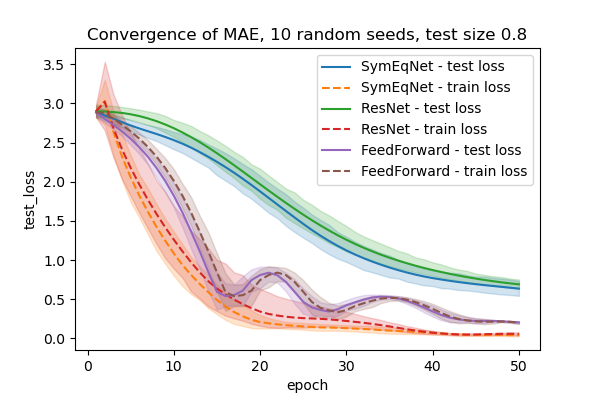 Convergence of MAE, 10 random seeds, test size 0.8
3.5
3.0
2.5
2.0
1.5
1.0
0.5
0.0
test_loss
SymEqNet - test loss
SymEqNet - train loss
ResNet - test loss
ResNet - train loss
FeedForward - test loss
FeedForward - train loss
0 10 20 30 40 50
epoch